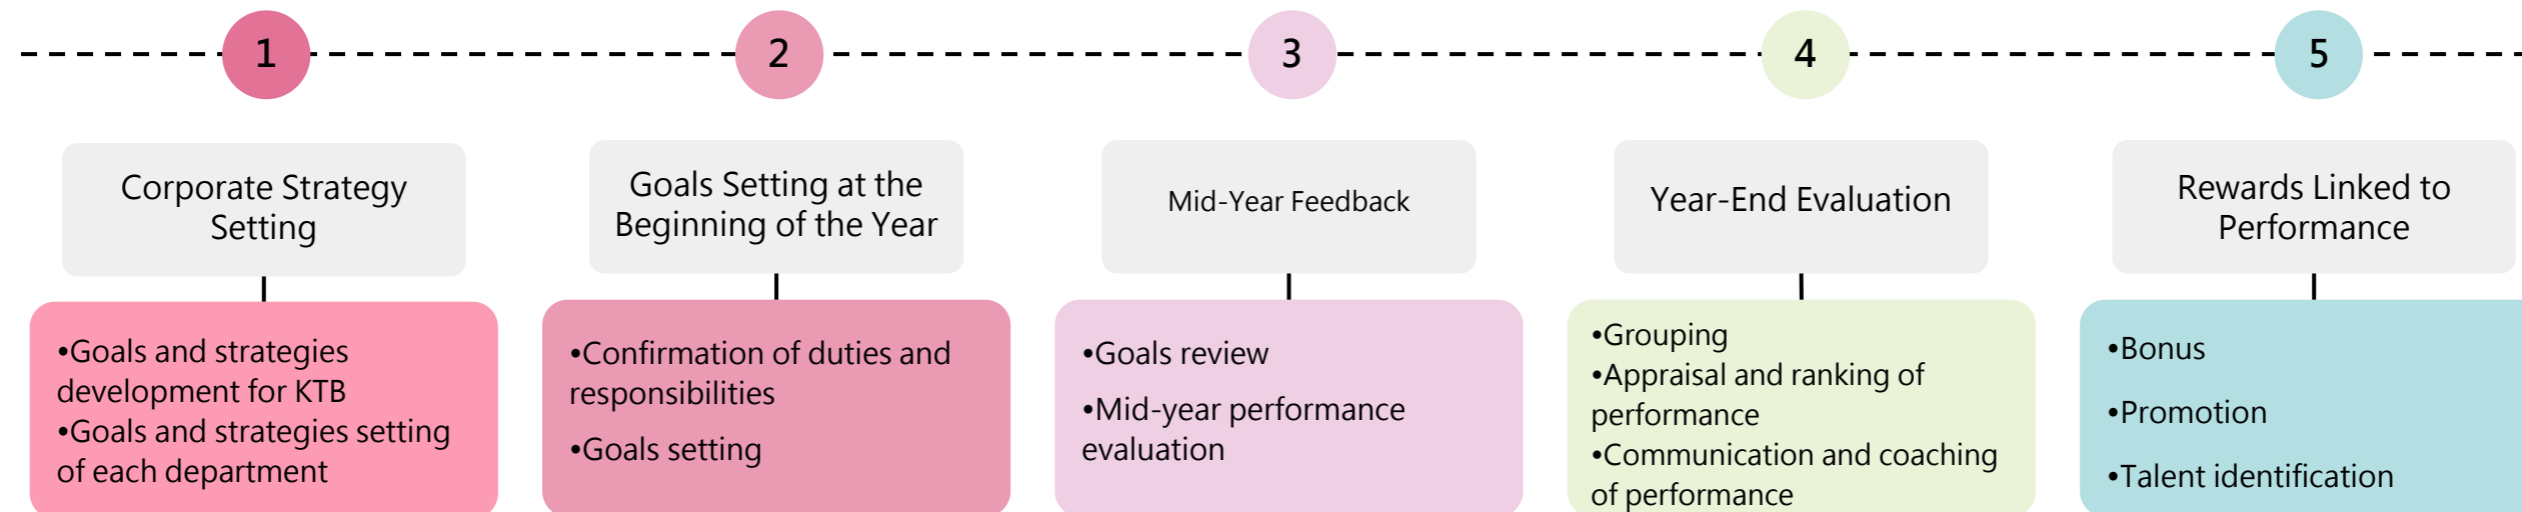 1
2
3
4
5
Corporate Strategy
Setting
•Goals and strategies
development for KTB
•Goals and strategies setting
of each department
Goals Setting at the
Beginning of the Year
•Confirmation of duties and
responsibilities
•Goals setting
Mid-Year Feedback
•Goals review
•Mid-year performance
evaluation
Year-End Evaluation
•Grouping
•Appraisal and ranking of
performance
•Communication and coaching
of performance
Rewards Linked to
Performance
•Bonus
•Promotion
•Talent identification